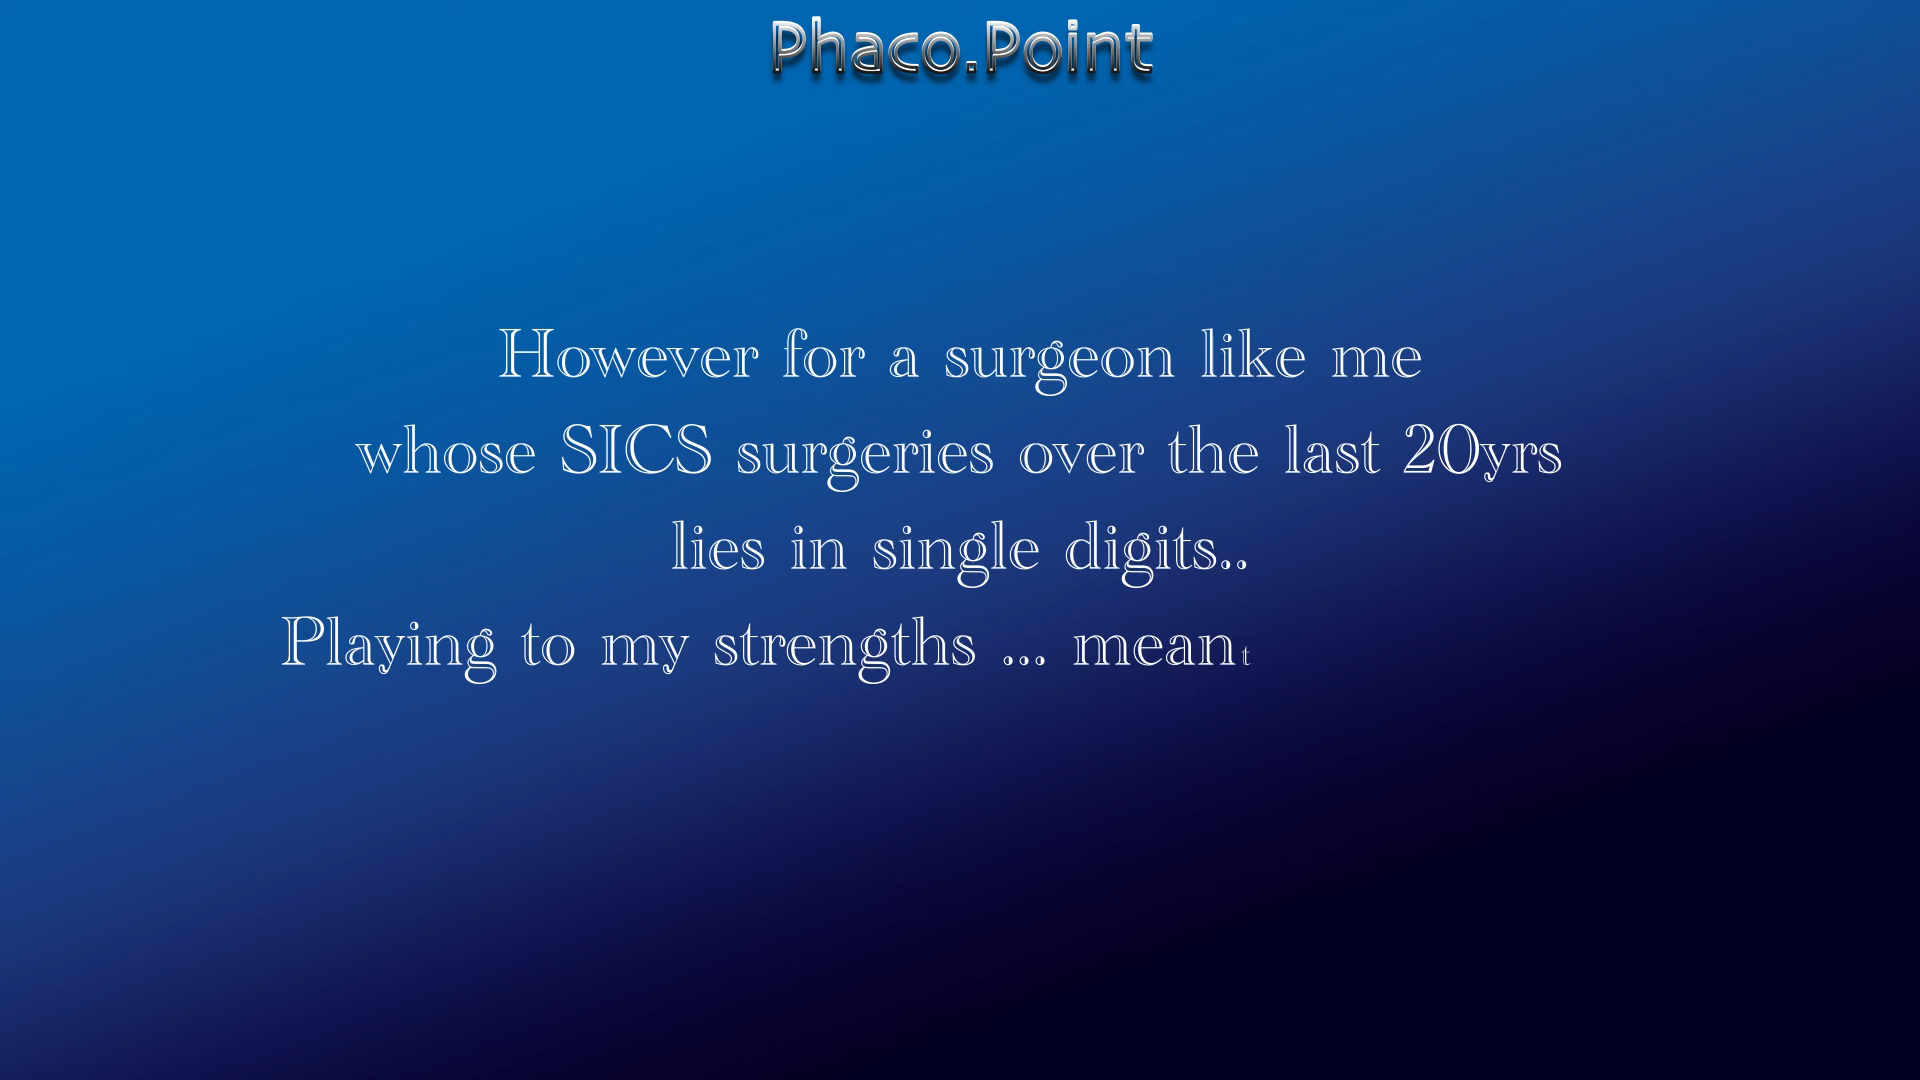 Phaco.Point
However for a surgeon like me
whose SICS surgeries over the last 20yrs
lies in single digits..
Playing to my strengths ... meant